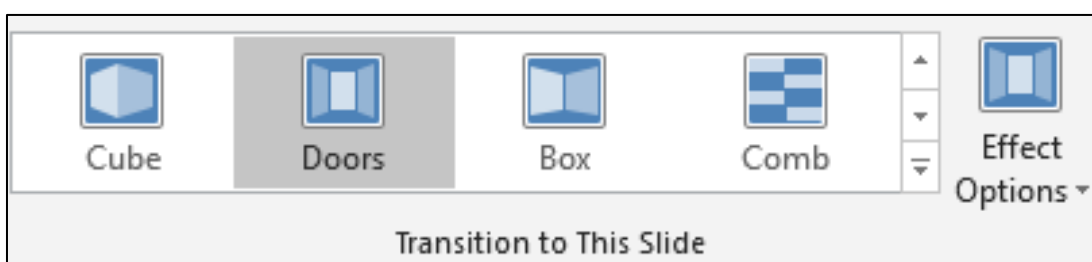 Cube
Doors
Box
Comb
Effect
Options
Transition to This Slide